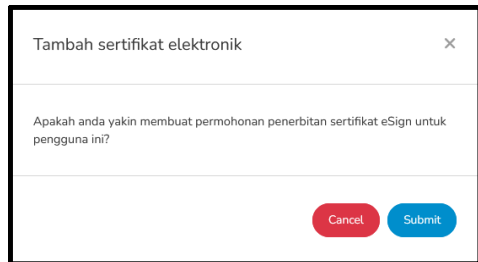 Tambah sertifikat elektronik ×
Apakah anda yakin membuat permohonan penerbitan sertifikat eSign untuk
pengguna ini?
Cancel Submit